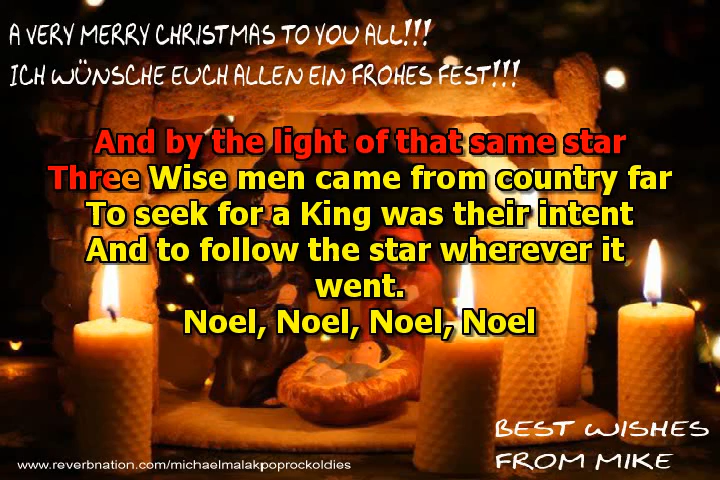 A VERY MERRY CHRISTMAS TO YOU ALL!!!
ICH WÜNSCHE EUCH ALLEN EIN FROHES FEST!!!
And by the light of that same star
Three Wise men came from country far
To seek for a King was their intent
And to follow the star wherever it
went.
Noel, Noel, Noel, Noel
BEST WISHES
FROM MIKE
www.reverbnation.com/michaelmalakpoprockoldies